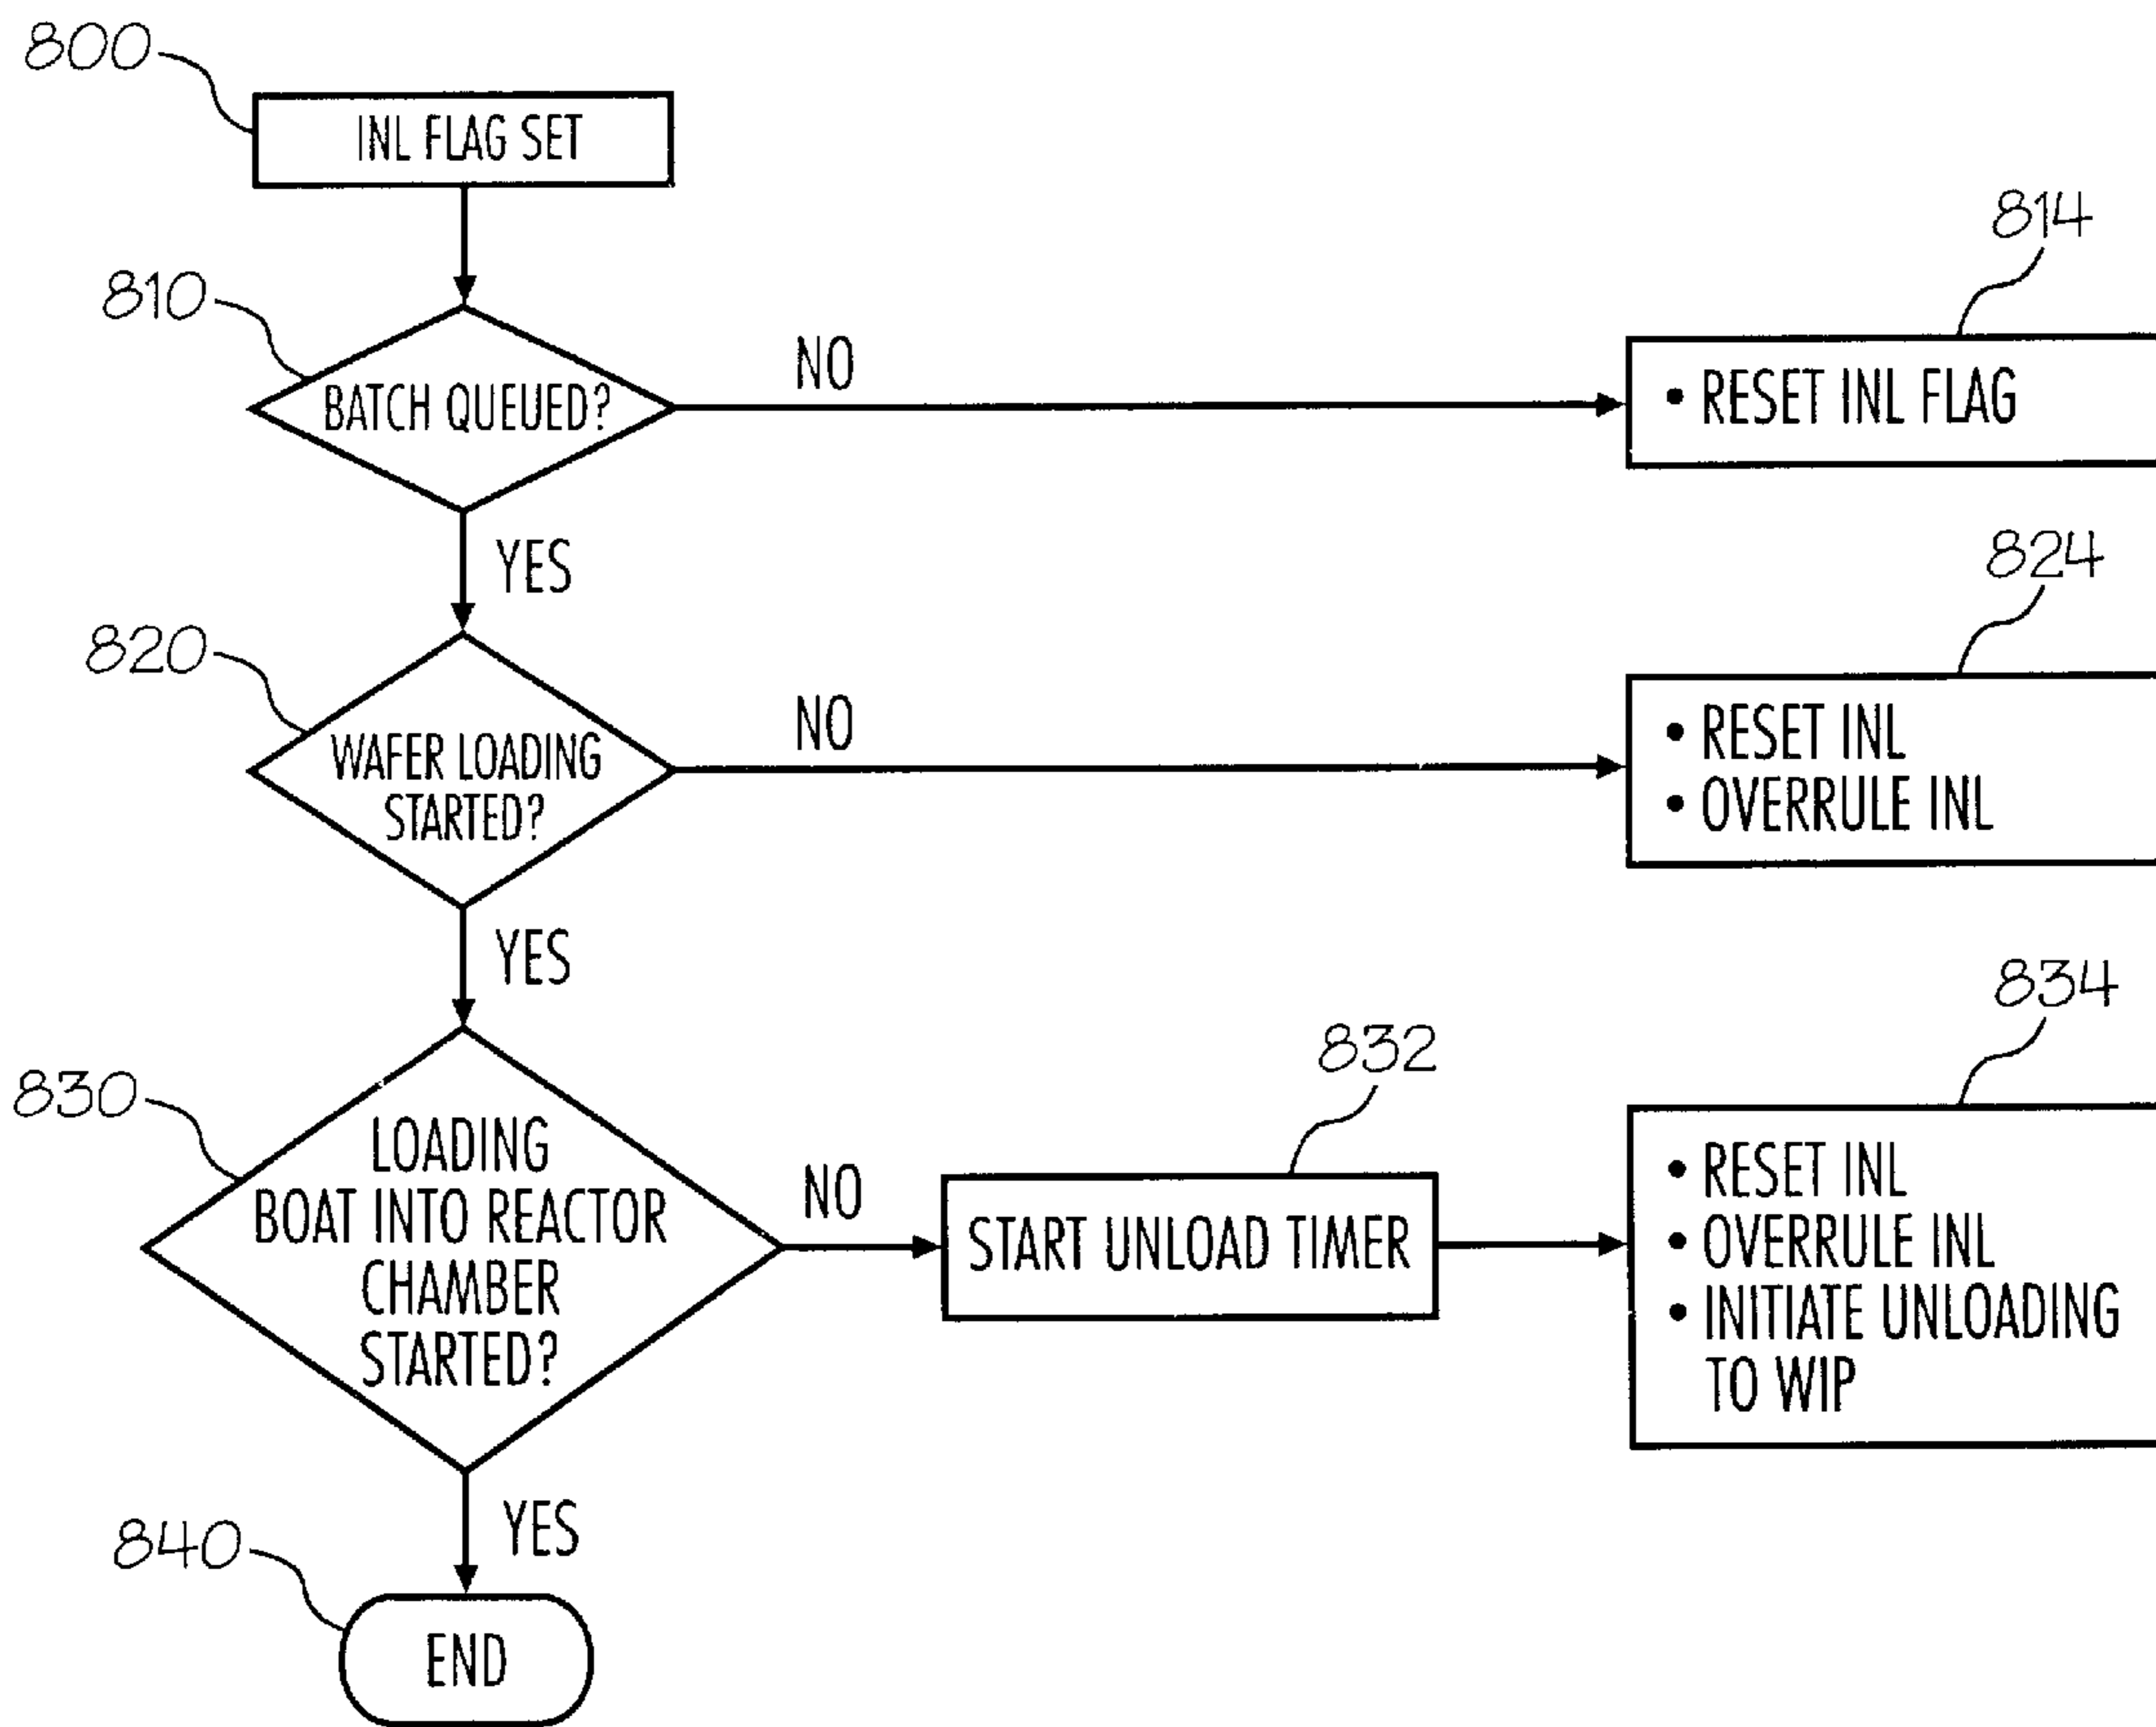 800
INL FLAG SET
814
810
NO
BATCH QUEUED?
• RESET INL FLAG
YES
824
820
NO
WAFER LOADING
STARTED?
• RESET INL
• OVERRULE INL
YES
834
832
830
LOADING
BOAT INTO REACTOR
CHAMBER
STARTED?
NO
START UNLOAD TIMER
• RESET INL
• OVERRULE INL
• INITIATE UNLOADING
TO WIP
YES
840
END